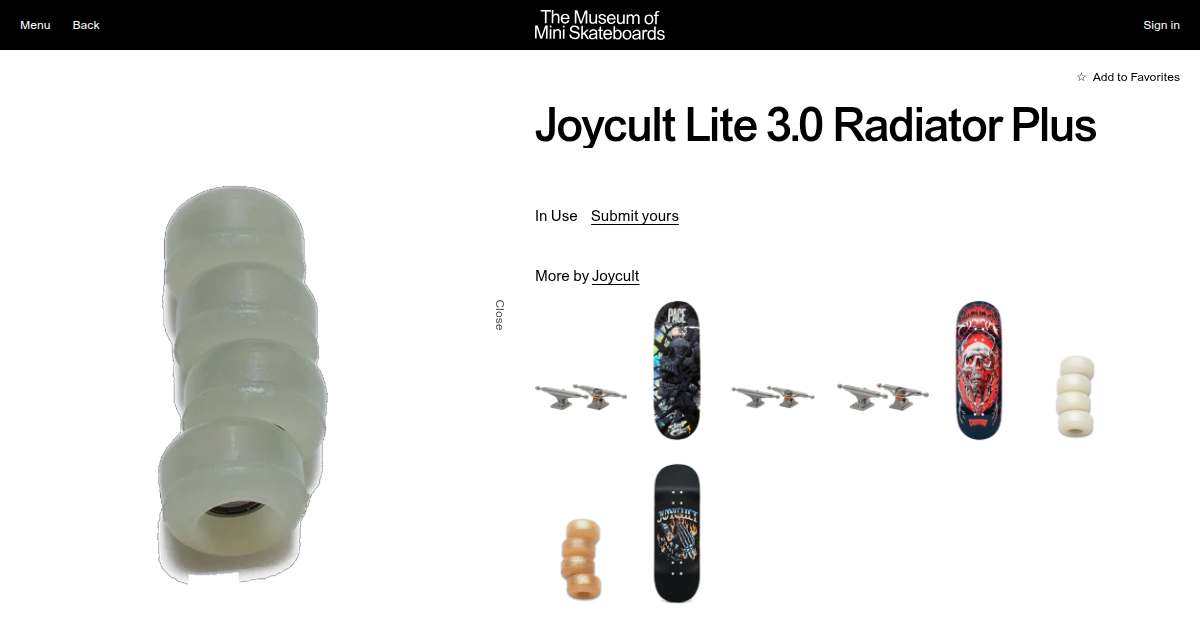 Menu
Back
The Museum of
Mini Skateboards
Sign in
☆ Add to Favorites
Joycult Lite 3.0 Radiator Plus
In Use Submit yours
More by Joycult
Close
PACE
JOYCULT